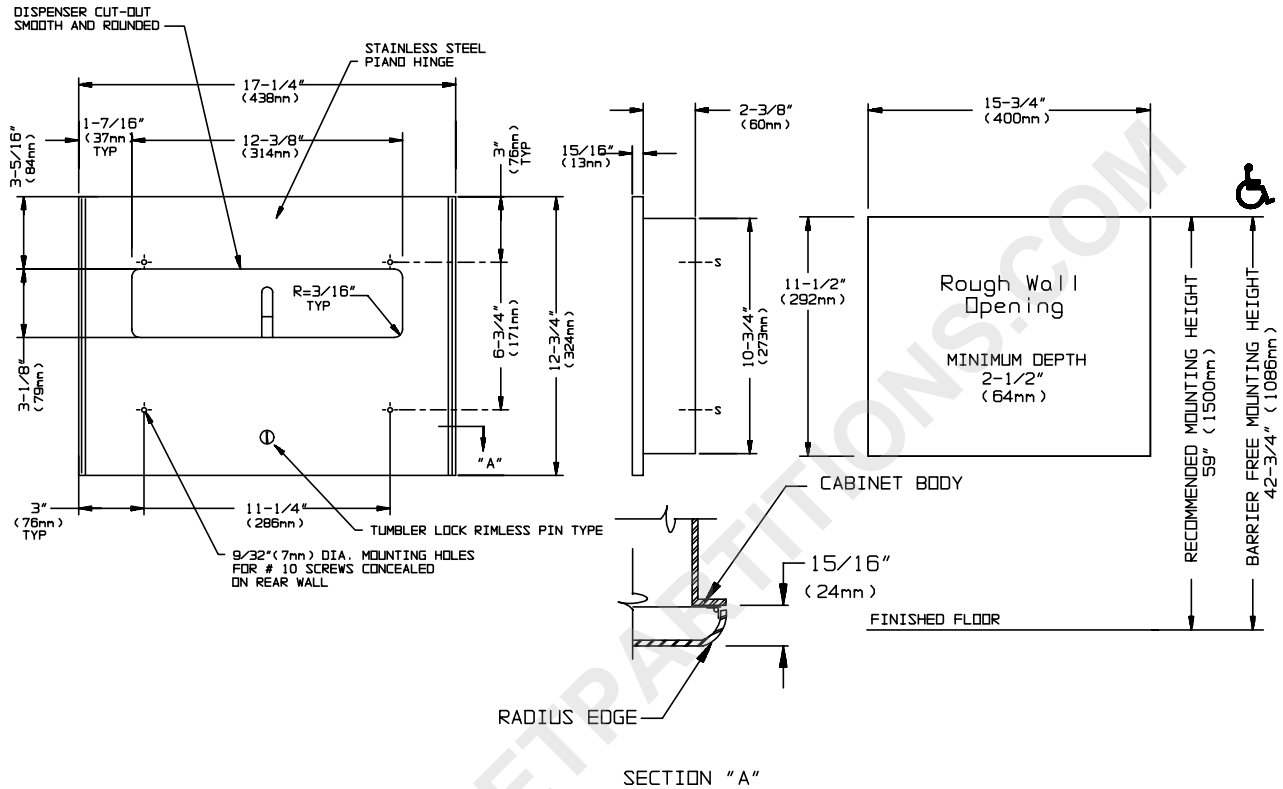 DISPENSER CUT-OUT
SMOOTH AND ROUNDED
STAINLESS STEEL
PIANO HINGE
17-1/4"
(438mm)
1-7/16"
(37mm)
TYP
12-3/8"
(314mm)
3-5/16"
(84mm)
3"
(76mm)
TYP
R=3/16"
TYP
3-1/8"
(79mm)
6-3/4"
(171mm)
12-3/4"
(324mm)
"A"
3"
(76mm)
TYP
11-1/4"
(286mm)
TUMBLER LOCK RIMLESS PIN TYPE
9/32"(7mm) DIA. MOUNTING HOLES
FOR # 10 SCREWS CONCEALED
ON REAR WALL
2-3/8"
(60mm)
15/16"
(13mm)
S
10-3/4"
(273mm)
S
15-3/4"
(400mm)
11-1/2"
(292mm)
Rough Wall
Opening
MINIMUM DEPTH
2-1/2"
(64mm)
RECOMMENDED MOUNTING HEIGHT
59" (1500mm)
BARRIER FREE MOUNTING HEIGHT
42-3/4" (1086mm)
FINISHED FLOOR
CABINET BODY
15/16"
(24mm)
RADIUS EDGE
SECTION "A"
ETPARTITIONS.COM